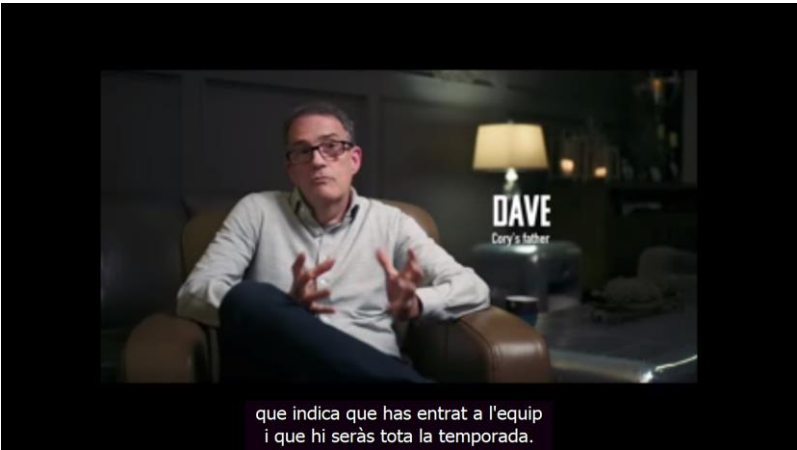 DAVE
Cory's father
que indica que has entrat a l'equip
i que hi seràs tota la temporada.